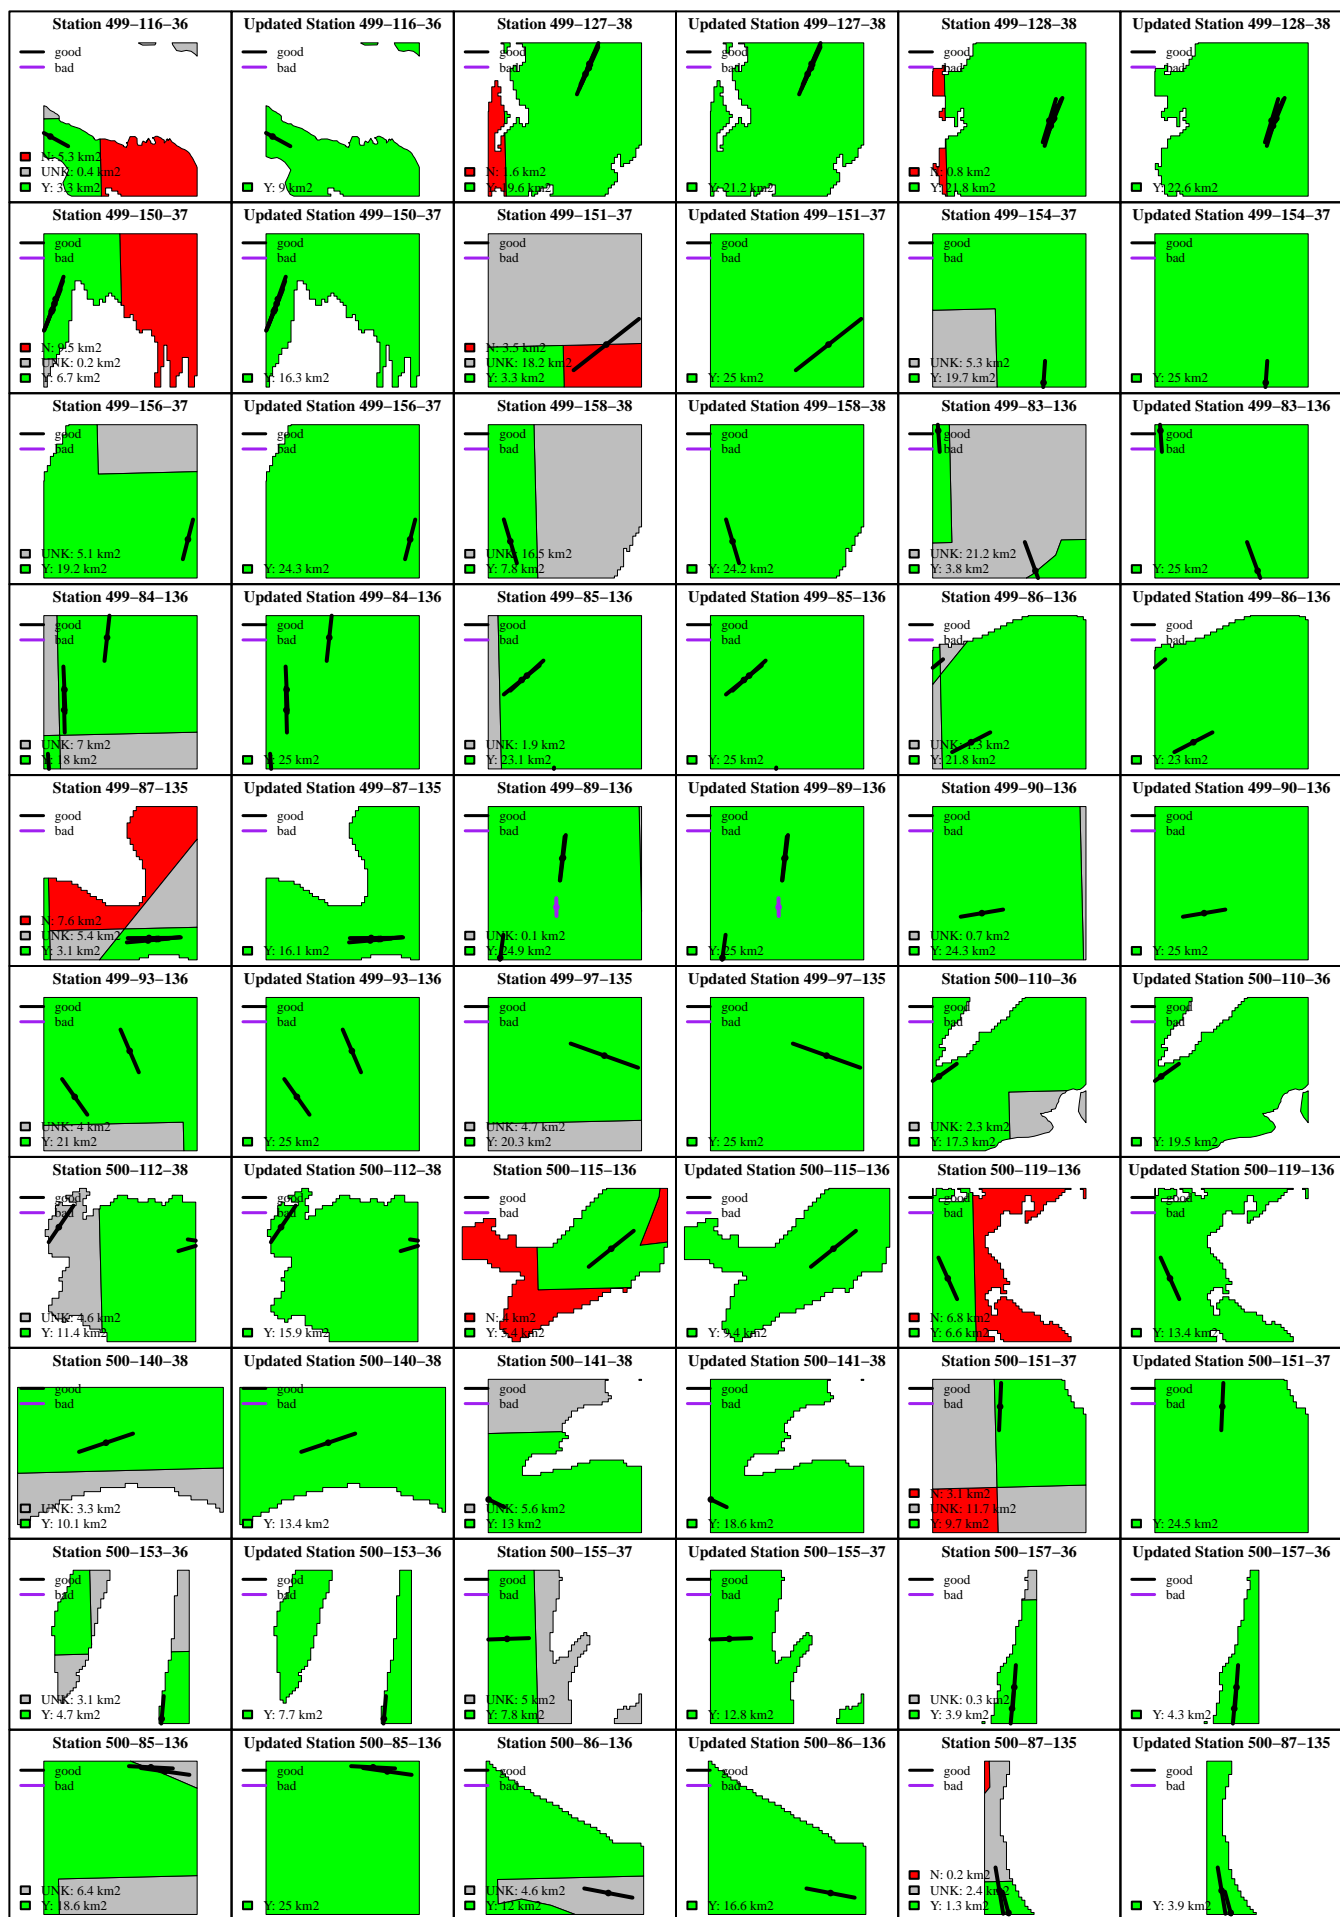 Station 499−116−36
good
bad
N: 5.3 km2
UNK: 0.4 km2
Y: 3.3 km2
Updated Station 499−116−36
good
bad
Y: 9 km2
Station 499−127−38
good
bad
N: 1.6 km2
Y: 19.6 km2
Updated Station 499−127−38
good
bad
Y: 21.2 km2
Station 499−128−38
good
bad
N: 0.8 km2
Y: 21.8 km2
Updated Station 499−128−38
good
bad
Y: 22.6 km2
Station 499−150−37
good
bad
N: 9.5 km2
UNK: 0.2 km2
Y: 6.7 km2
Updated Station 499−150−37
good
bad
Y: 16.3 km2
Station 499−151−37
good
bad
N: 3.5 km2
UNK: 18.2 km2
Y: 3.3 km2
Updated Station 499−151−37
good
bad
Y: 25 km2
Station 499−154−37
good
bad
UNK: 5.3 km2
Y: 19.7 km2
Updated Station 499−154−37
good
bad
Y: 25 km2
Station 499−156−37
good
bad
UNK: 5.1 km2
Y: 19.2 km2
Updated Station 499−156−37
good
bad
Y: 24.3 km2
Station 499−158−38
good
bad
UNK: 16.5 km2
Y: 7.8 km2
Updated Station 499−158−38
good
bad
Y: 24.2 km2
Station 499−83−136
good
bad
UNK: 21.2 km2
Y: 3.8 km2
Updated Station 499−83−136
good
bad
Y: 25 km2
Station 499−84−136
good
bad
UNK: 7 km2
Y: 18 km2
Updated Station 499−84−136
good
bad
Y: 25 km2
Station 499−85−136
good
bad
UNK: 1.9 km2
Y: 23.1 km2
Updated Station 499−85−136
good
bad
Y: 25 km2
Station 499−86−136
good
bad
UNK: 1.3 km2
Y: 21.8 km2
Updated Station 499−86−136
good
bad
Y: 23 km2
Station 499−87−135
good
bad
N: 7.6 km2
UNK: 5.4 km2
Y: 3.1 km2
Updated Station 499−87−135
good
bad
Y: 16.1 km2
Station 499−89−136
good
bad
UNK: 0.1 km2
Y: 24.9 km2
Updated Station 499−89−136
good
bad
Y: 25 km2
Station 499−90−136
good
bad
UNK: 0.7 km2
Y: 24.3 km2
Updated Station 499−90−136
good
bad
Y: 25 km2
Station 499−93−136
good
bad
UNK: 4 km2
Y: 21 km2
Updated Station 499−93−136
good
bad
Y: 25 km2
Station 499−97−135
good
bad
UNK: 4.7 km2
Y: 20.3 km2
Updated Station 499−97−135
good
bad
Y: 25 km2
Station 500−110−36
good
bad
UNK: 2.3 km2
Y: 17.3 km2
Updated Station 500−110−36
good
bad
Y: 19.5 km2
Station 500−112−38
good
bad
UNK: 4.6 km2
Y: 11.4 km2
Updated Station 500−112−38
good
bad
Y: 15.9 km2
Station 500−115−136
good
bad
N: 4 km2
Y: 5.4 km2
Updated Station 500−115−136
good
bad
Y: 9.4 km2
Station 500−119−136
good
bad
N: 6.8 km2
Y: 6.6 km2
Updated Station 500−119−136
good
bad
Y: 13.4 km2
Station 500−140−38
good
bad
UNK: 3.3 km2
Y: 10.1 km2
Updated Station 500−140−38
good
bad
Y: 13.4 km2
Station 500−141−38
good
bad
UNK: 5.6 km2
Y: 13 km2
Updated Station 500−141−38
good
bad
Y: 18.6 km2
Station 500−151−37
good
bad
N: 3.1 km2
UNK: 11.7 km2
Y: 9.7 km2
Updated Station 500−151−37
good
bad
Y: 24.5 km2
Station 500−153−36
good
bad
UNK: 3.1 km2
Y: 4.7 km2
Updated Station 500−153−36
good
bad
Y: 7.7 km2
Station 500−155−37
good
bad
UNK: 5 km2
Y: 7.8 km2
Updated Station 500−155−37
good
bad
Y: 12.8 km2
Station 500−157−36
good
bad
UNK: 0.3 km2
Y: 3.9 km2
Updated Station 500−157−36
good
bad
Y: 4.3 km2
Station 500−85−136
good
bad
UNK: 6.4 km2
Y: 18.6 km2
Updated Station 500−85−136
good
bad
Y: 25 km2
Station 500−86−136
good
bad
UNK: 4.6 km2
Y: 12 km2
Updated Station 500−86−136
good
bad
Y: 16.6 km2
Station 500−87−135
good
bad
N: 0.2 km2
UNK: 2.4 km2
Y: 1.3 km2
Updated Station 500−87−135
good
bad
Y: 3.9 km2